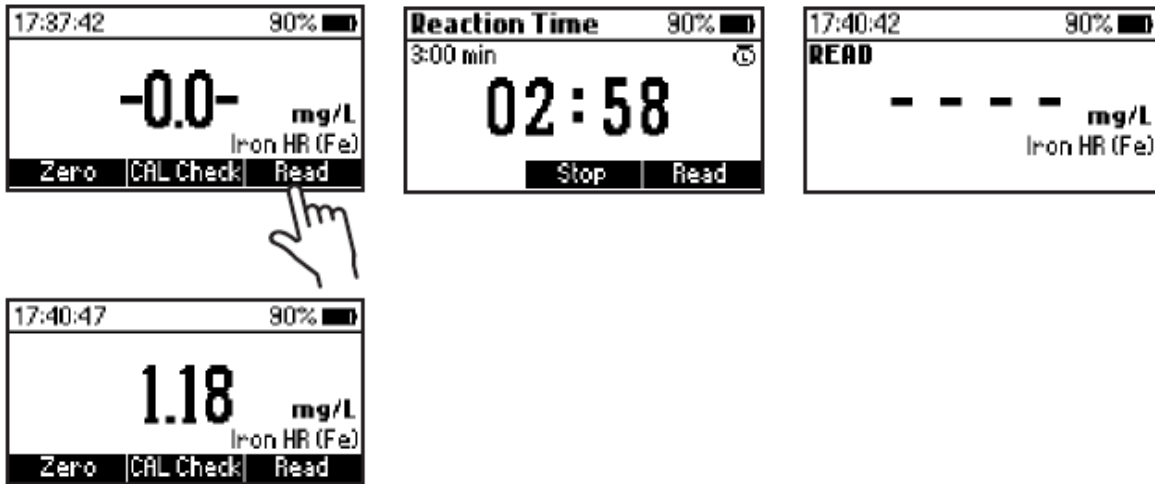 17:37:42 90%
-0.0-
mg/L
Iron HR (Fe)
Zero CAL Check Read
Reaction Time 90%
3:00 min
02:58
Stop Read
17:40:42 90%
READ
- - - -
mg/L
Iron HR (Fe)
17:40:47 90%
1.18
mg/L
Iron HR (Fe)
Zero CAL Check Read